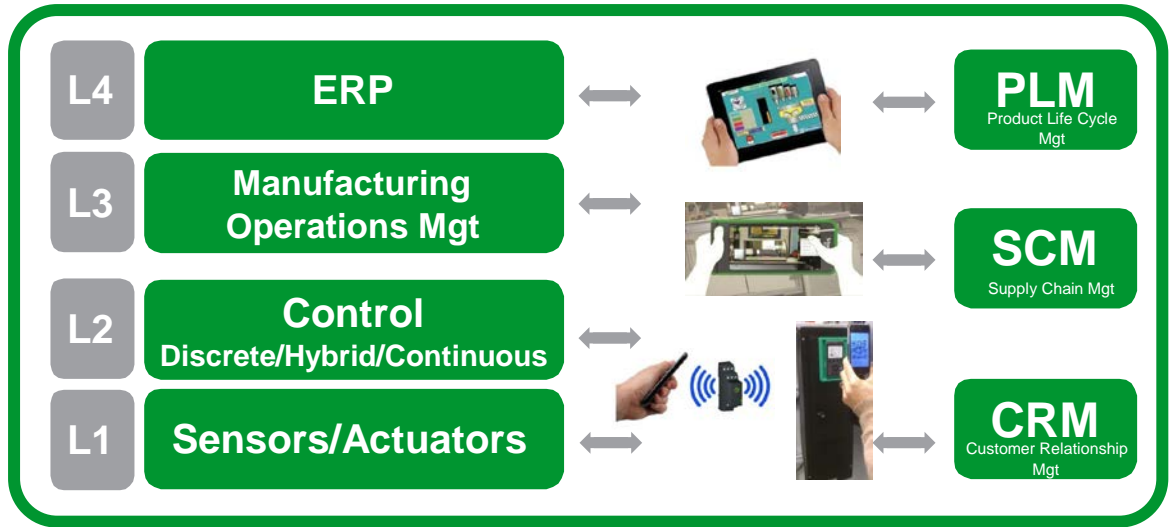 L4
ERP
PLM
Product Life Cycle
Mgt
L3
Manufacturing
Operations Mgt
SCM
Supply Chain Mgt
L2
Control
Discrete/Hybrid/Continuous
L1
Sensors/Actuators
CRM
Customer Relationship
Mgt